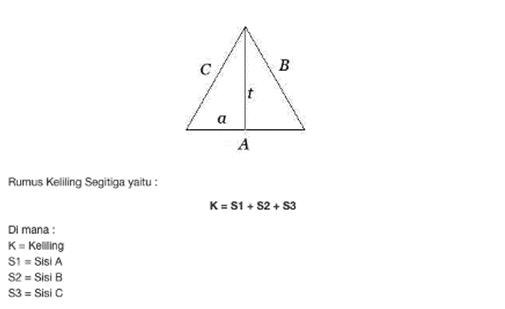 C
B
t
a
A
Rumus Keliling Segitiga yaitu :
K = S1 + S2 + S3
Di mana :
K = Keliling
S1 = Sisi A
S2 = Sisi B
S3 = Sisi C